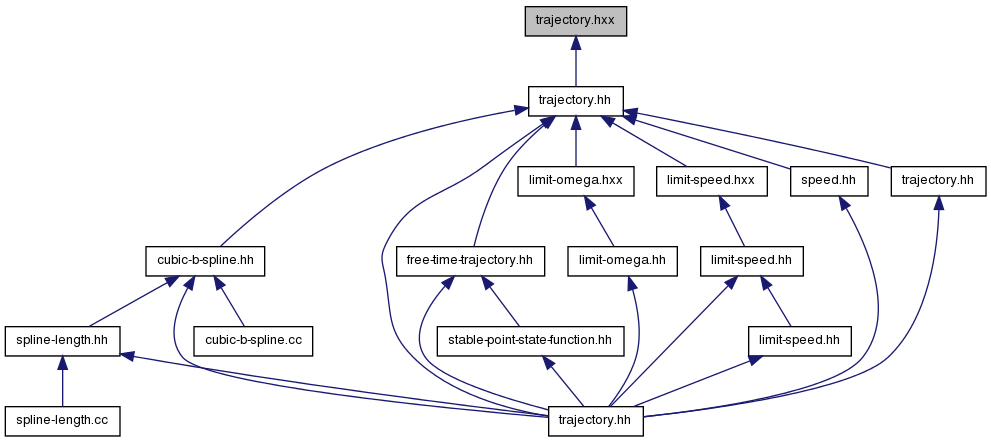 trajectory.hxx
trajectory.hh
limit-omega.hxx
limit-speed.hxx
speed.hh
trajectory.hh
cubic-b-spline.hh
free-time-trajectory.hh
limit-omega.hh
limit-speed.hh
spline-length.hh
cubic-b-spline.cc
stable-point-state-function.hh
limit-speed.hh
spline-length.cc
trajectory.hh